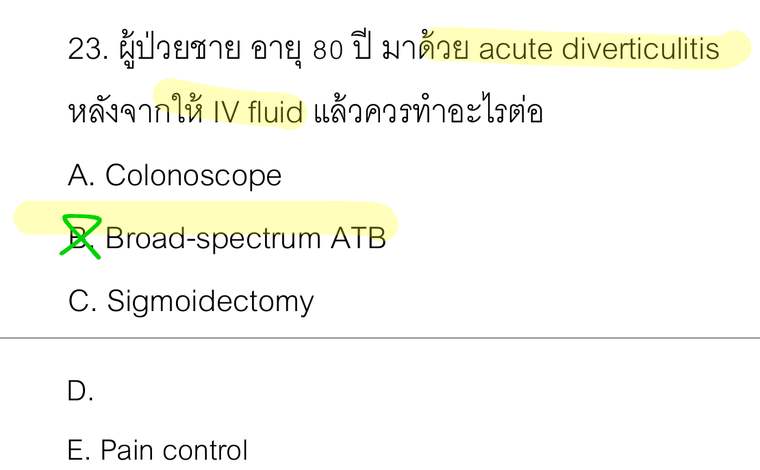 23. ผู้ป่วยชาย อายุ 80 ปี มาด้วย acute diverticulitis
หลังจากให้ IV fluid แล้วควรทำอะไรต่อ
A. Colonoscope
B. Broad-spectrum ATB
C. Sigmoidectomy
D.
E. Pain control